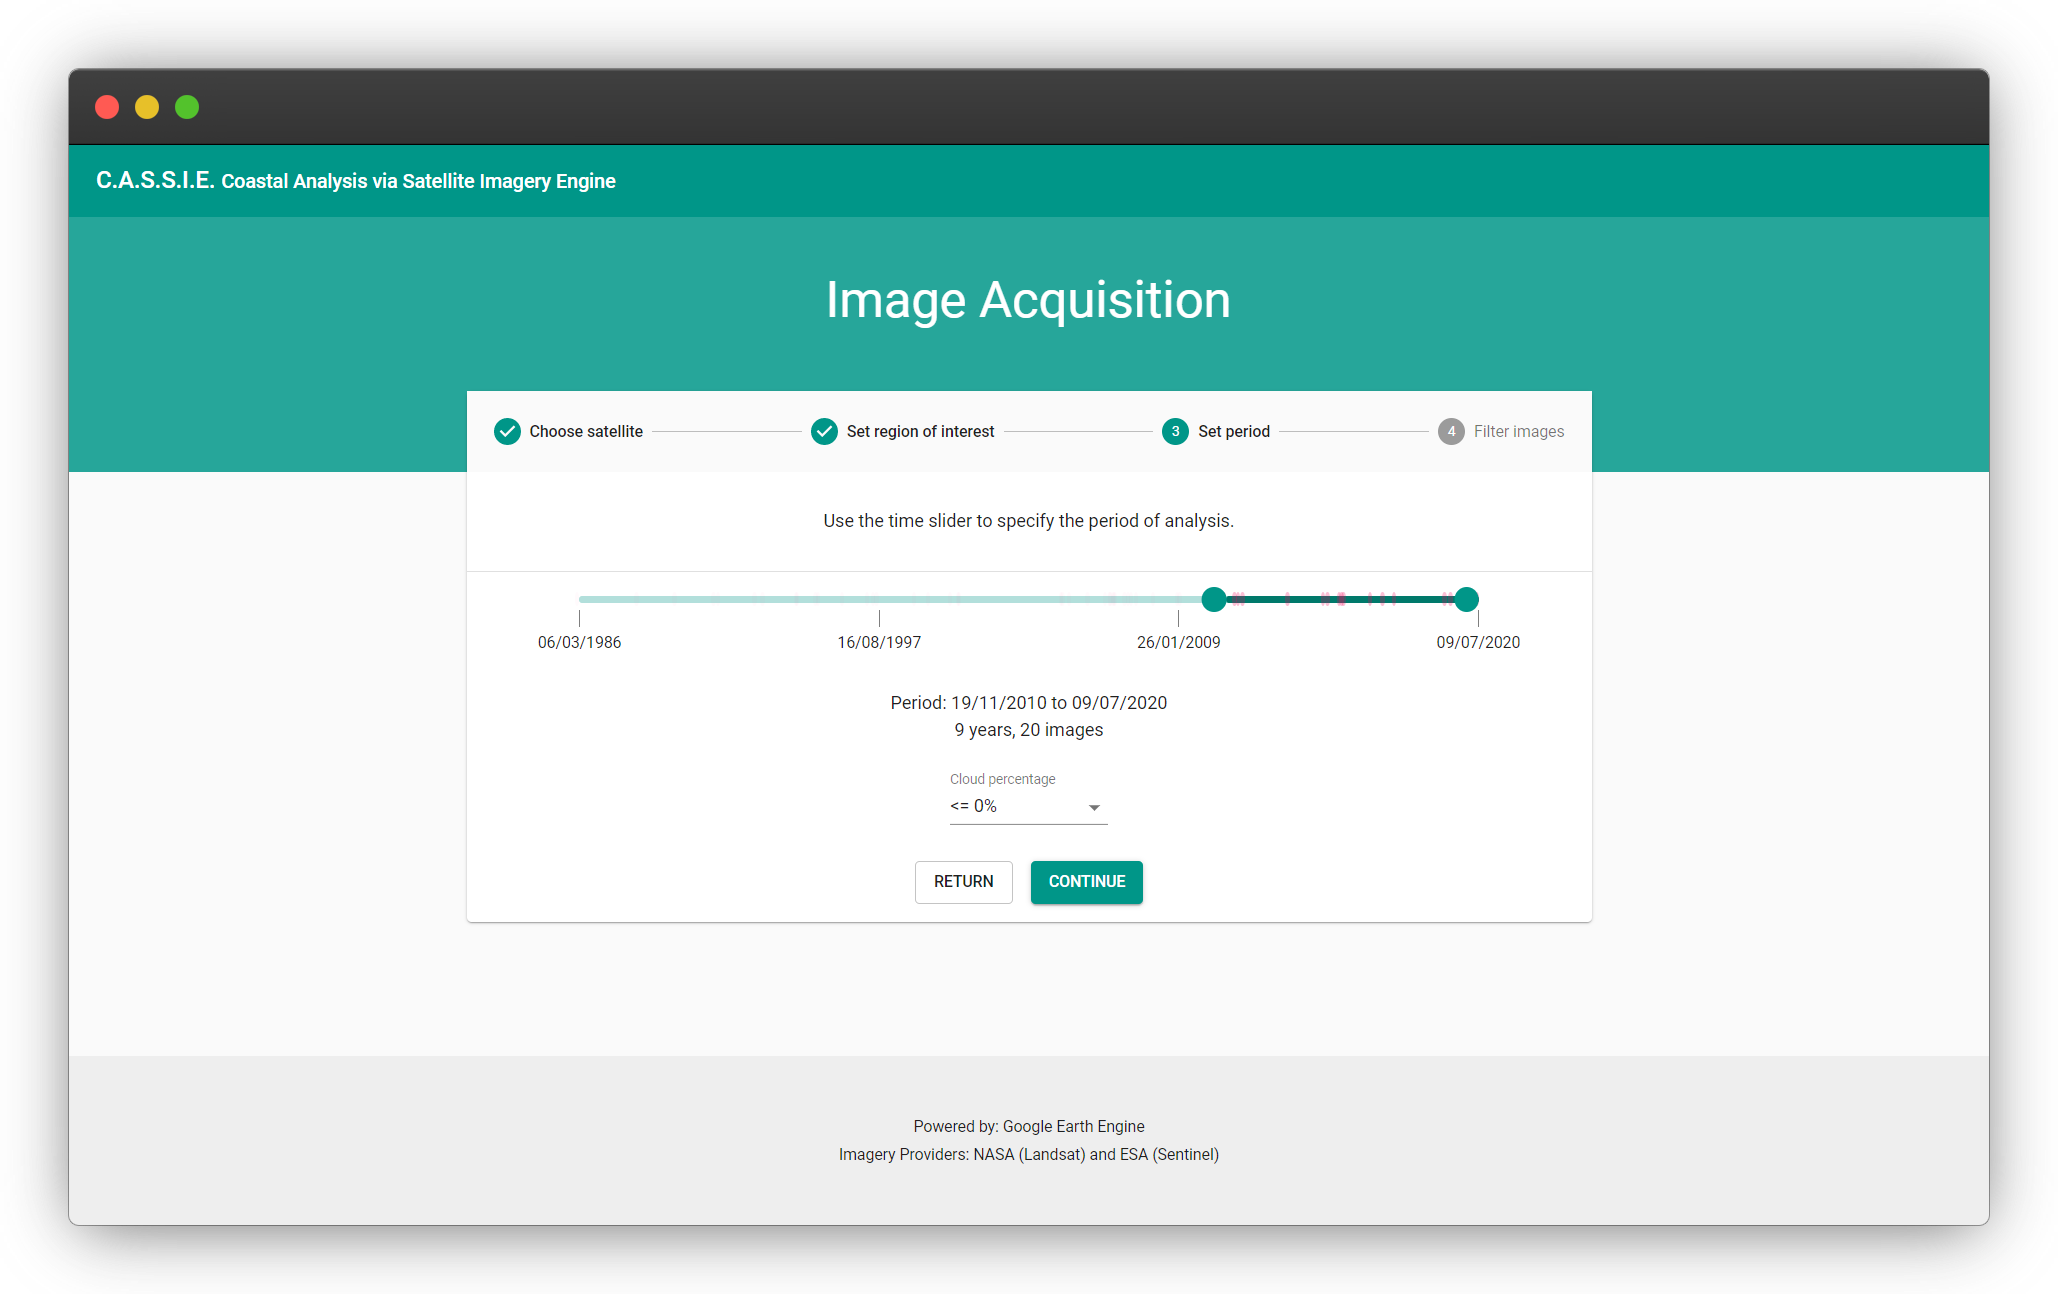 C.A.S.S.I.E. Coastal Analysis via Satellite Imagery Engine
Image Acquisition
Choose satellite
Set region of interest
3 Set period
4 Filter images
Use the time slider to specify the period of analysis.
06/03/1986
16/08/1997
26/01/2009
09/07/2020
Period: 19/11/2010 to 09/07/2020
9 years, 20 images
Cloud percentage
<= 0%
RETURN
CONTINUE
Powered by: Google Earth Engine
Imagery Providers: NASA (Landsat) and ESA (Sentinel)